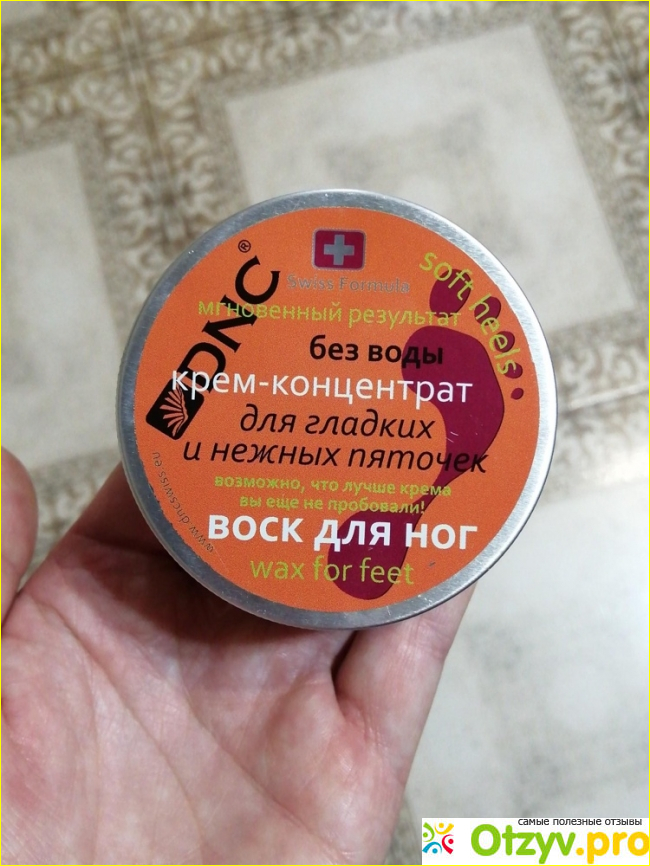 DNC®
Swiss Formula
soft heels
мгновенный результат
без воды
крем-концентрат
для гладких
и нежных пяточек
возможно, что лучше крема
вы еще не пробовали!
воск для ног
wax for feet
www.dncswiss.eu
самые полезные отзывы
Otzyv.pro